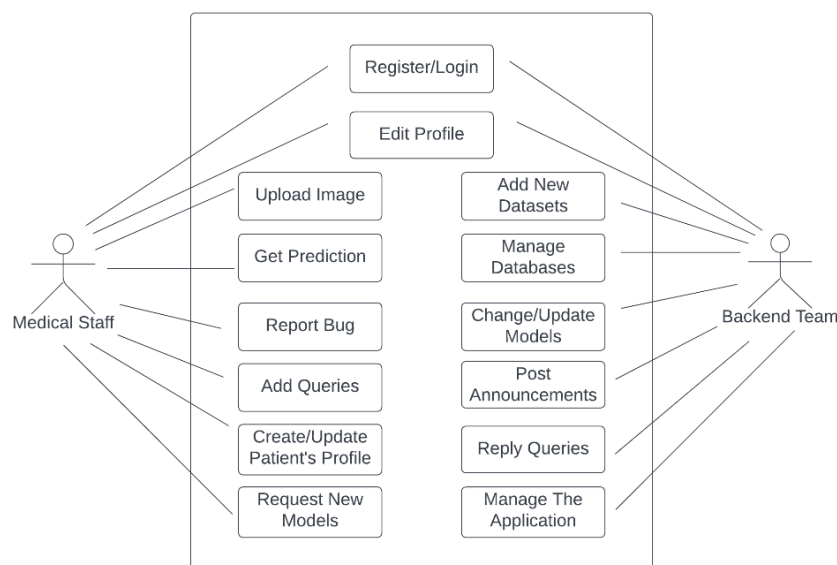 Register/Login
Edit Profile
Upload Image
Add New
Datasets
Get Prediction
Manage
Databases
Medical Staff
Backend Team
Report Bug
Change/Update
Models
Add Queries
Post
Announcements
Create/Update
Patient's Profile
Reply Queries
Request New
Models
Manage The
Application